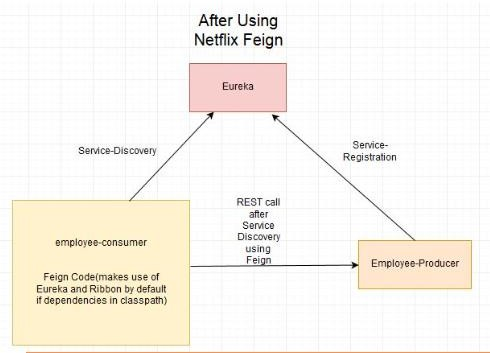 After Using
Netflix Feign
Eureka
Service-Discovery
Service-
Registration
REST call
after
Service
Discovery
using
Feign
employee-consumer
Feign Code(makes use of
Eureka and Ribbon by default
if dependencies in classpath)
Employee-Producer